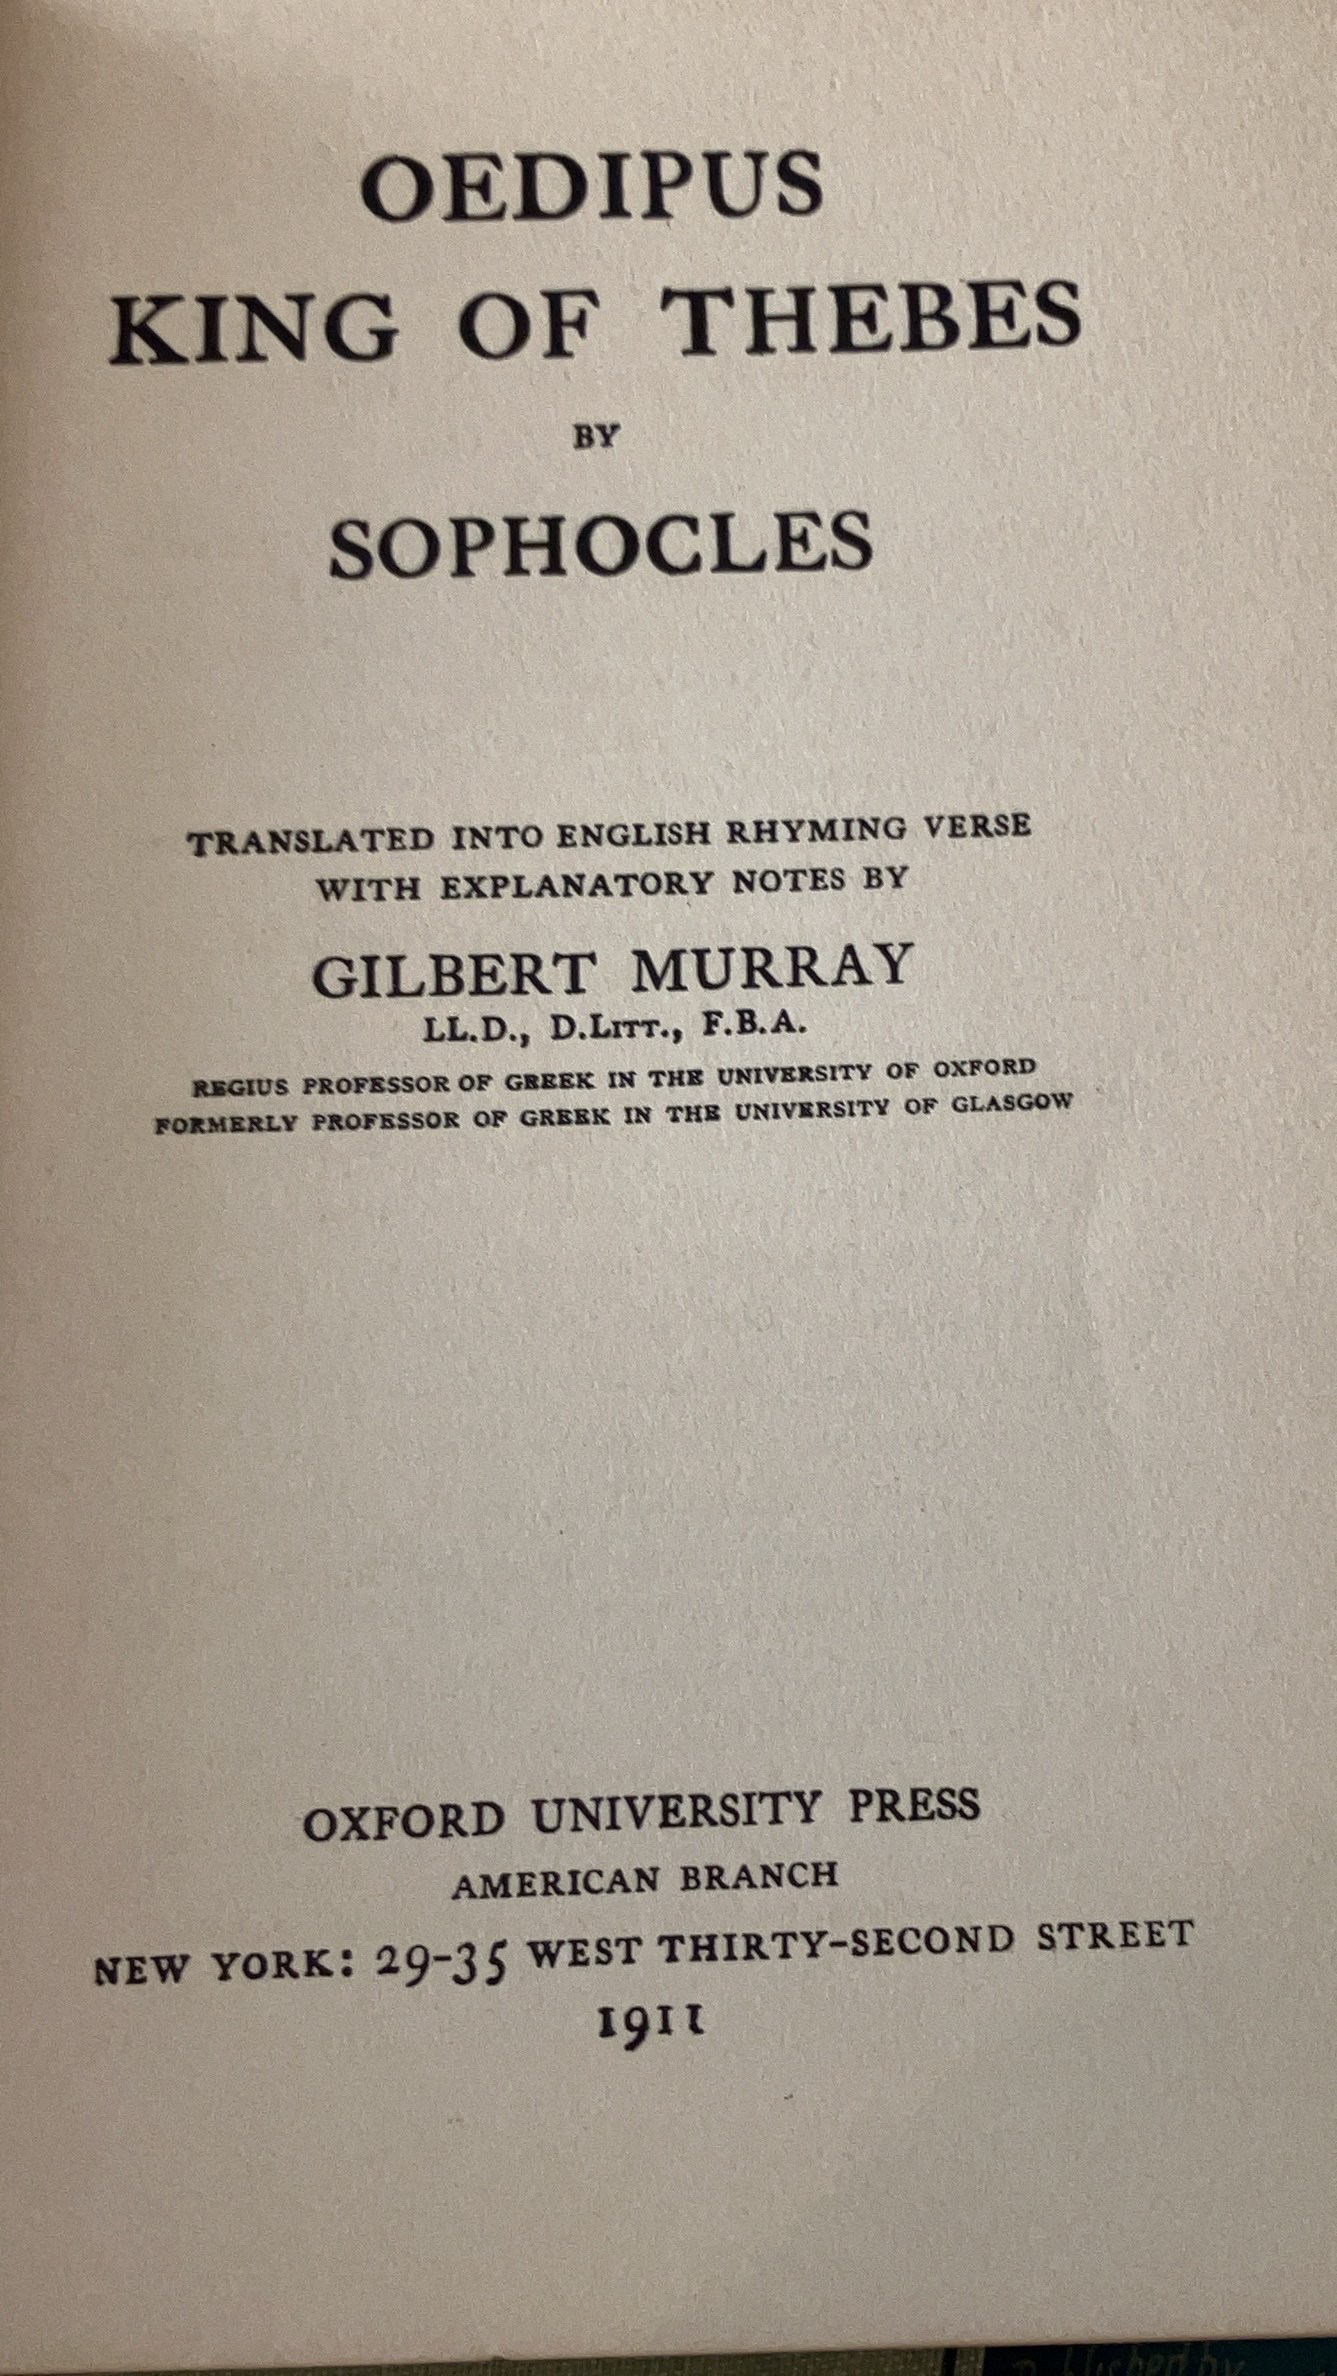 OEDIPUS
KING OF THEBES
BY
SOPHOCLES
TRANSLATED INTO ENGLISH RHYMING VERSE
WITH EXPLANATORY NOTES BY
GILBERT MURRAY
LL.D., D.LITT., F.B.A.
REGIUS PROFESSOR OF GREEK IN THE UNIVERSITY OF OXFORD
FORMERLY PROFESSOR OF GREEK IN THE UNIVERSITY OF GLASGOW
OXFORD UNIVERSITY PRESS
AMERICAN BRANCH
NEW YORK: 29-35 WEST THIRTY-SECOND STREET
1911
Published by